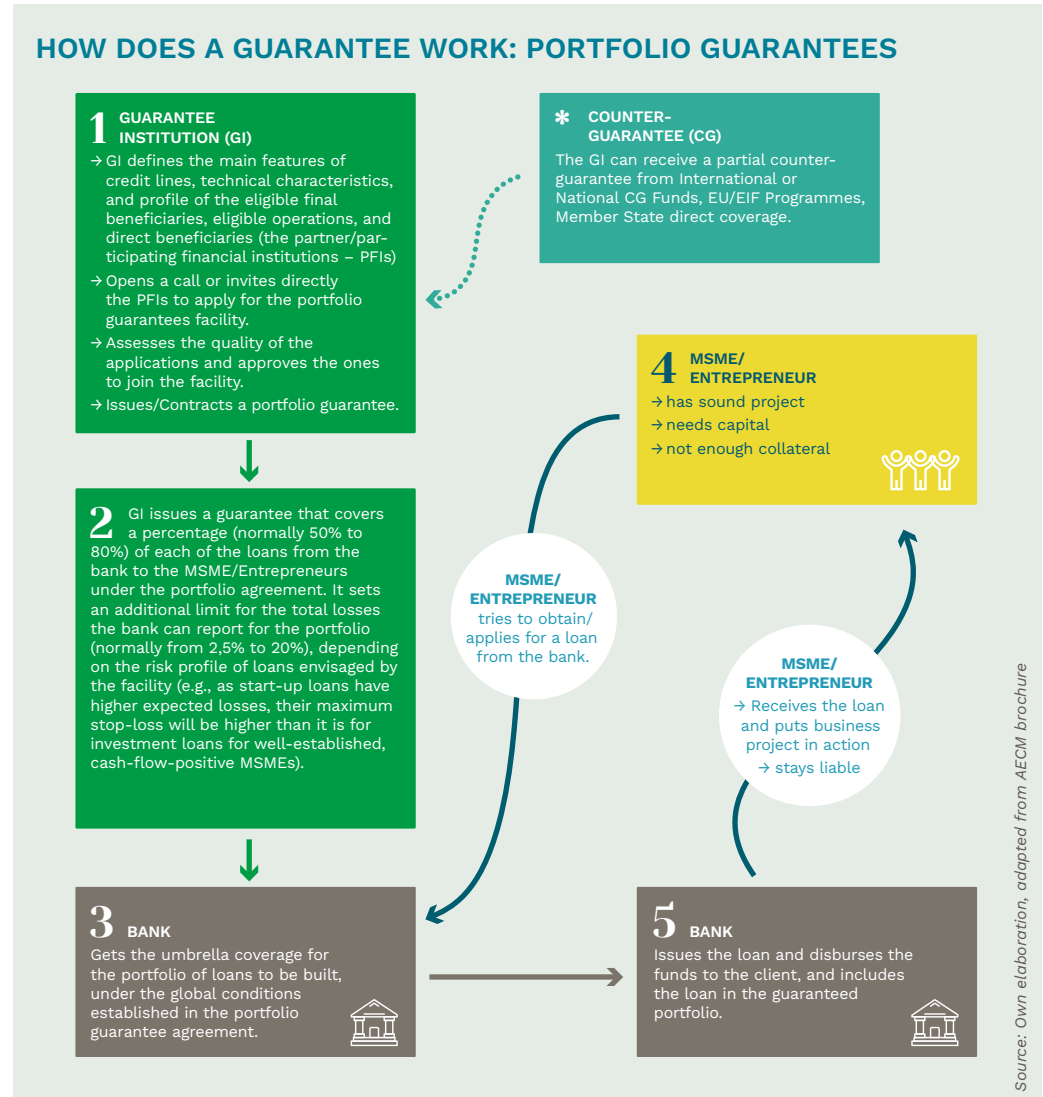 HOW DOES A GUARANTEE WORK: PORTFOLIO GUARANTEES
1 GUARANTEE
INSTITUTION (GI)
→ GI defines the main features of
credit lines, technical characteristics,
and profile of the eligible final
beneficiaries, eligible operations, and
direct beneficiaries (the partner/par-
ticipating financial institutions – PFIs)
→ Opens a call or invites directly
the PFIs to apply for the portfolio
guarantees facility.
→ Assesses the quality of the
applications and approves the ones
to join the facility.
→ Issues/Contracts a portfolio guarantee.
* COUNTER-
GUARANTEE (CG)
The GI can receive a partial counter-
guarantee from International or
National CG Funds, EU/EIF Programmes,
Member State direct coverage.
2 GI issues a guarantee that covers
a percentage (normally 50% to
80%) of each of the loans from the
bank to the MSME/Entrepreneurs
under the portfolio agreement. It sets
an additional limit for the total losses
the bank can report for the portfolio
(normally from 2,5% to 20%), depending
on the risk profile of loans envisaged by
the facility (e.g., as start-up loans have
higher expected losses, their maximum
stop-loss will be higher than it is for
investment loans for well-established,
cash-flow-positive MSMEs).
3 BANK
Gets the umbrella coverage for
the portfolio of loans to be built,
under the global conditions
established in the portfolio
guarantee agreement.
4 MSME/
ENTREPRENEUR
→ has sound project
→ needs capital
→ not enough collateral
MSME/
ENTREPRENEUR
tries to obtain/
applies for a loan
from the bank.
MSME/
ENTREPRENEUR
→ Receives the loan
and puts business
project in action
→ stays liable
5 BANK
Issues the loan and disburses the
funds to the client, and includes
the loan in the guaranteed
portfolio.
Source: Own elaboration, adapted from AECM brochure